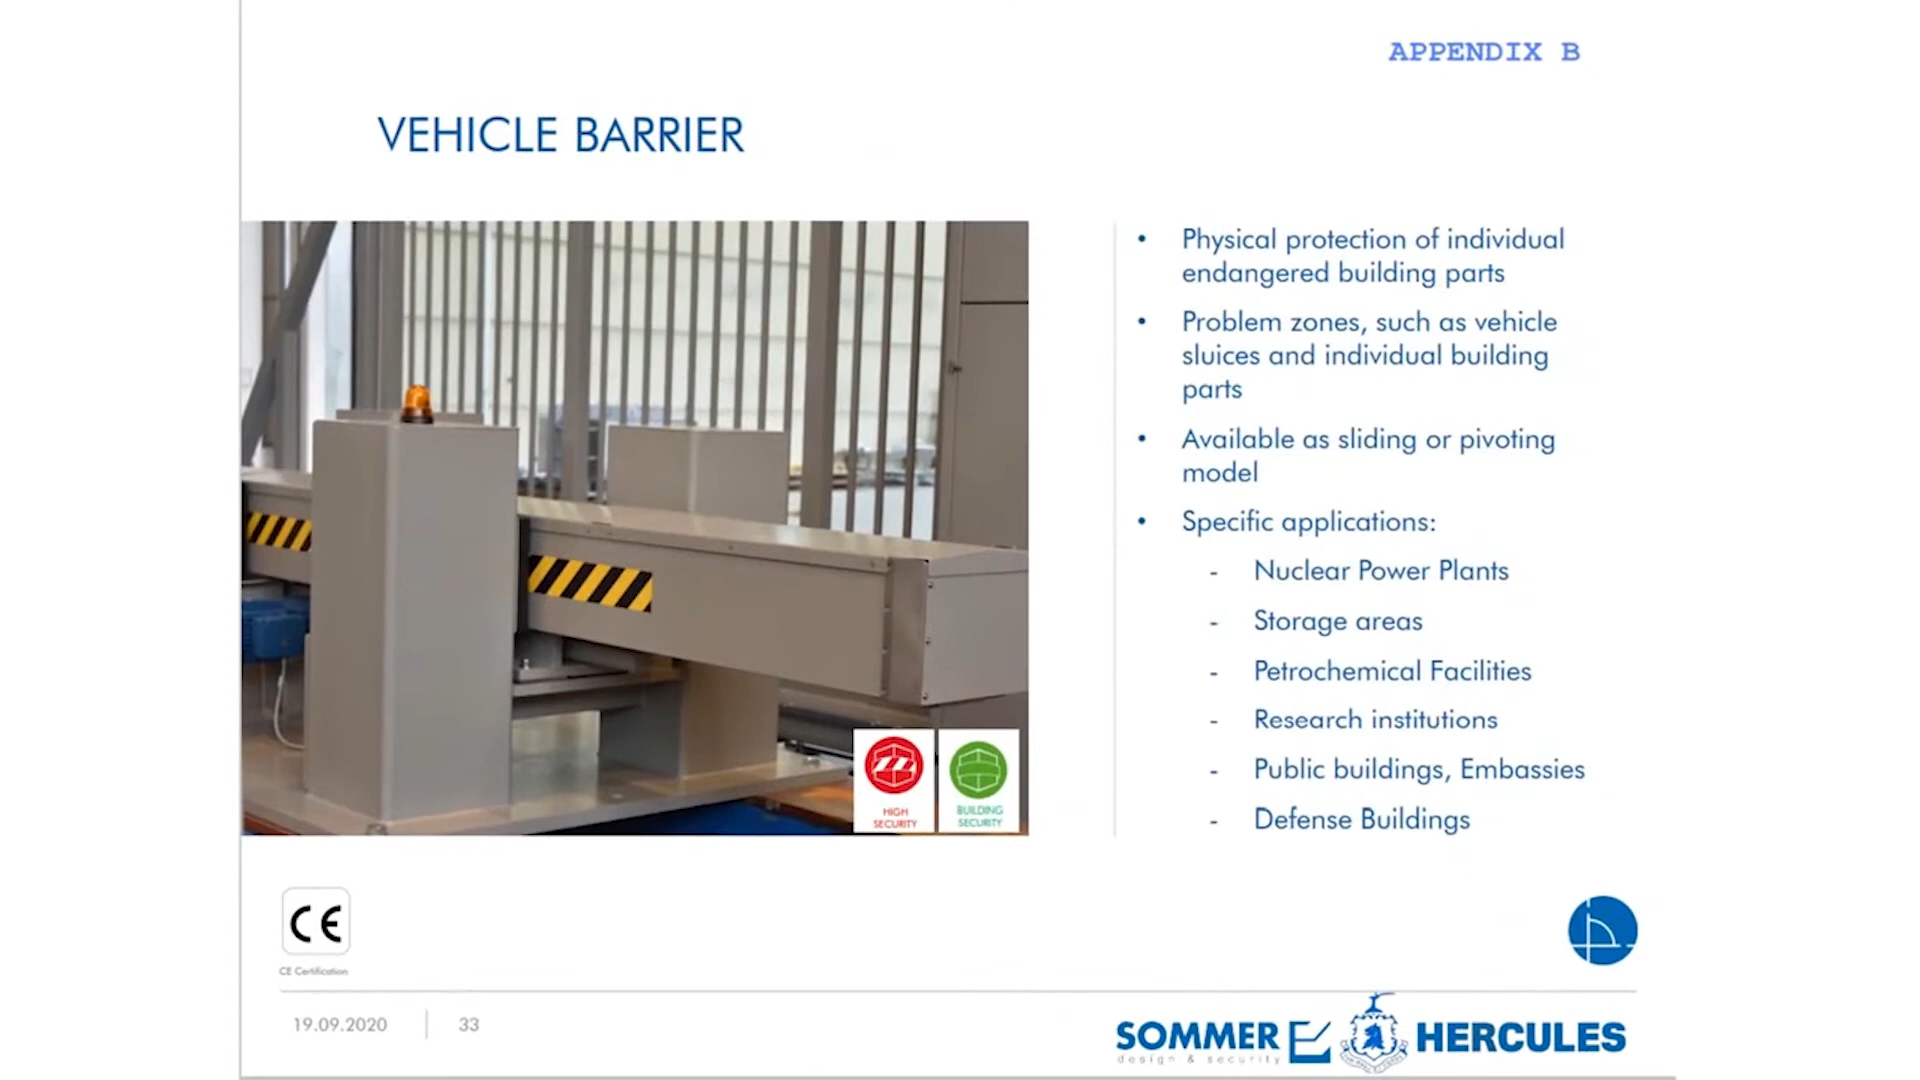 APPENDIX B
VEHICLE BARRIER
• Physical protection of individual
endangered building parts
• Problem zones, such as vehicle
sluices and individual building
parts
• Available as sliding or pivoting
model
• Specific applications:
- Nuclear Power Plants
- Storage areas
- Petrochemical Facilities
- Research institutions
- Public buildings, Embassies
- Defense Buildings
HIGH
SECURITY
BUILDING
SECURITY
CE
CE Certification
19.09.2020
33
SOMMER
design & security
HERCULES